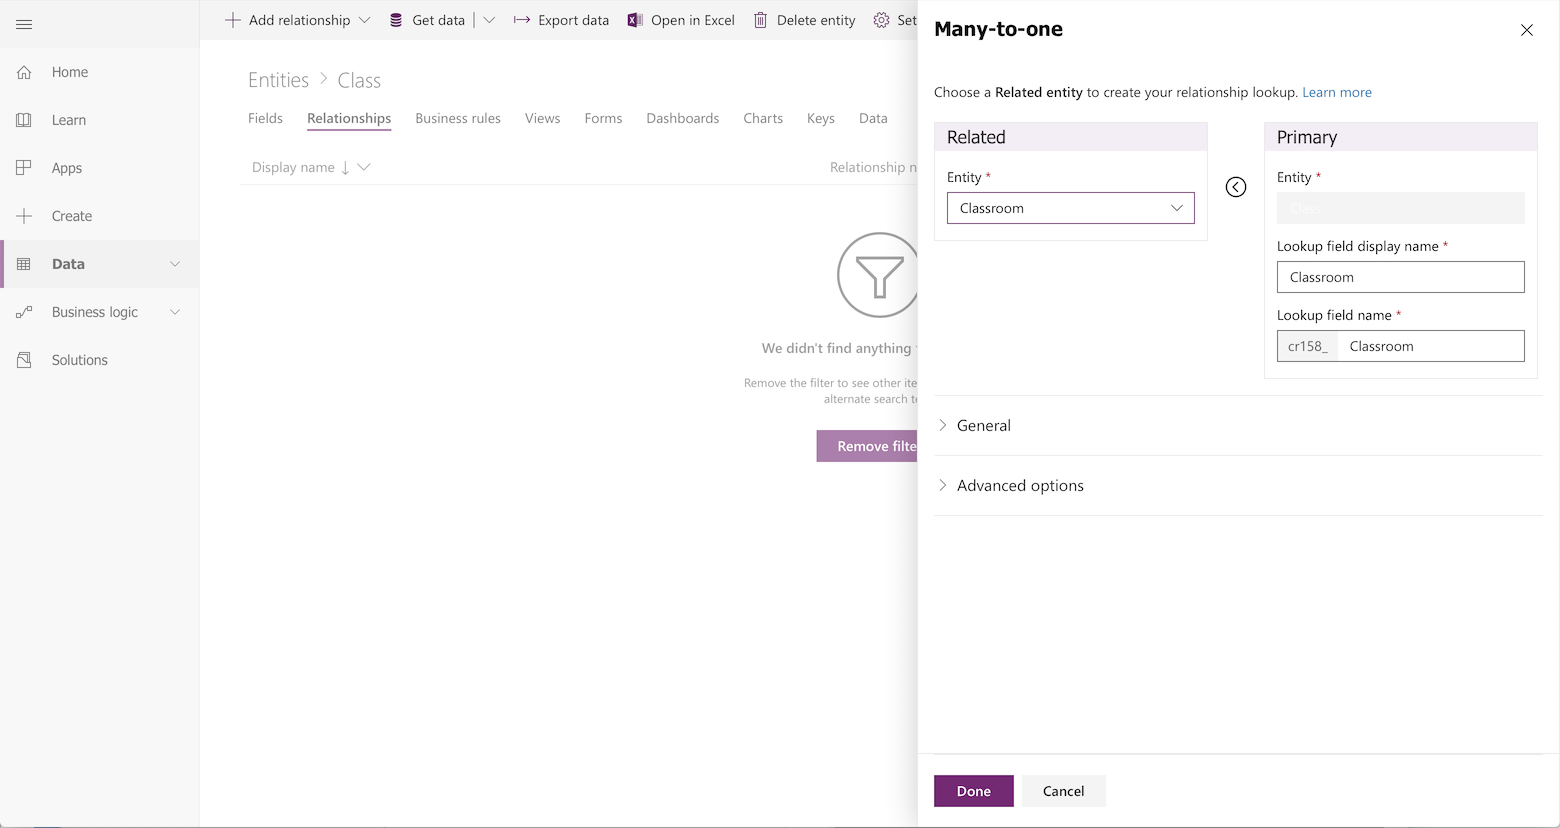 Add relationship
Get data
Export data
Open in Excel
Delete entity
Set
Home
Learn
Apps
Create
Data
Business logic
Solutions
Entities > Class
Fields Relationships Business rules Views Forms Dashboards Charts Keys Data
Display name ↓
Relationship n
We didn't find anything
Remove the filter to see other ite
alternate search te
Remove filte
Many-to-one
Choose a Related entity to create your relationship lookup. Learn more
Related
Entity *
Classroom
Primary
Entity *
Class
Lookup field display name *
Classroom
Lookup field name *
cr158_ Classroom
General
Advanced options
Done
Cancel